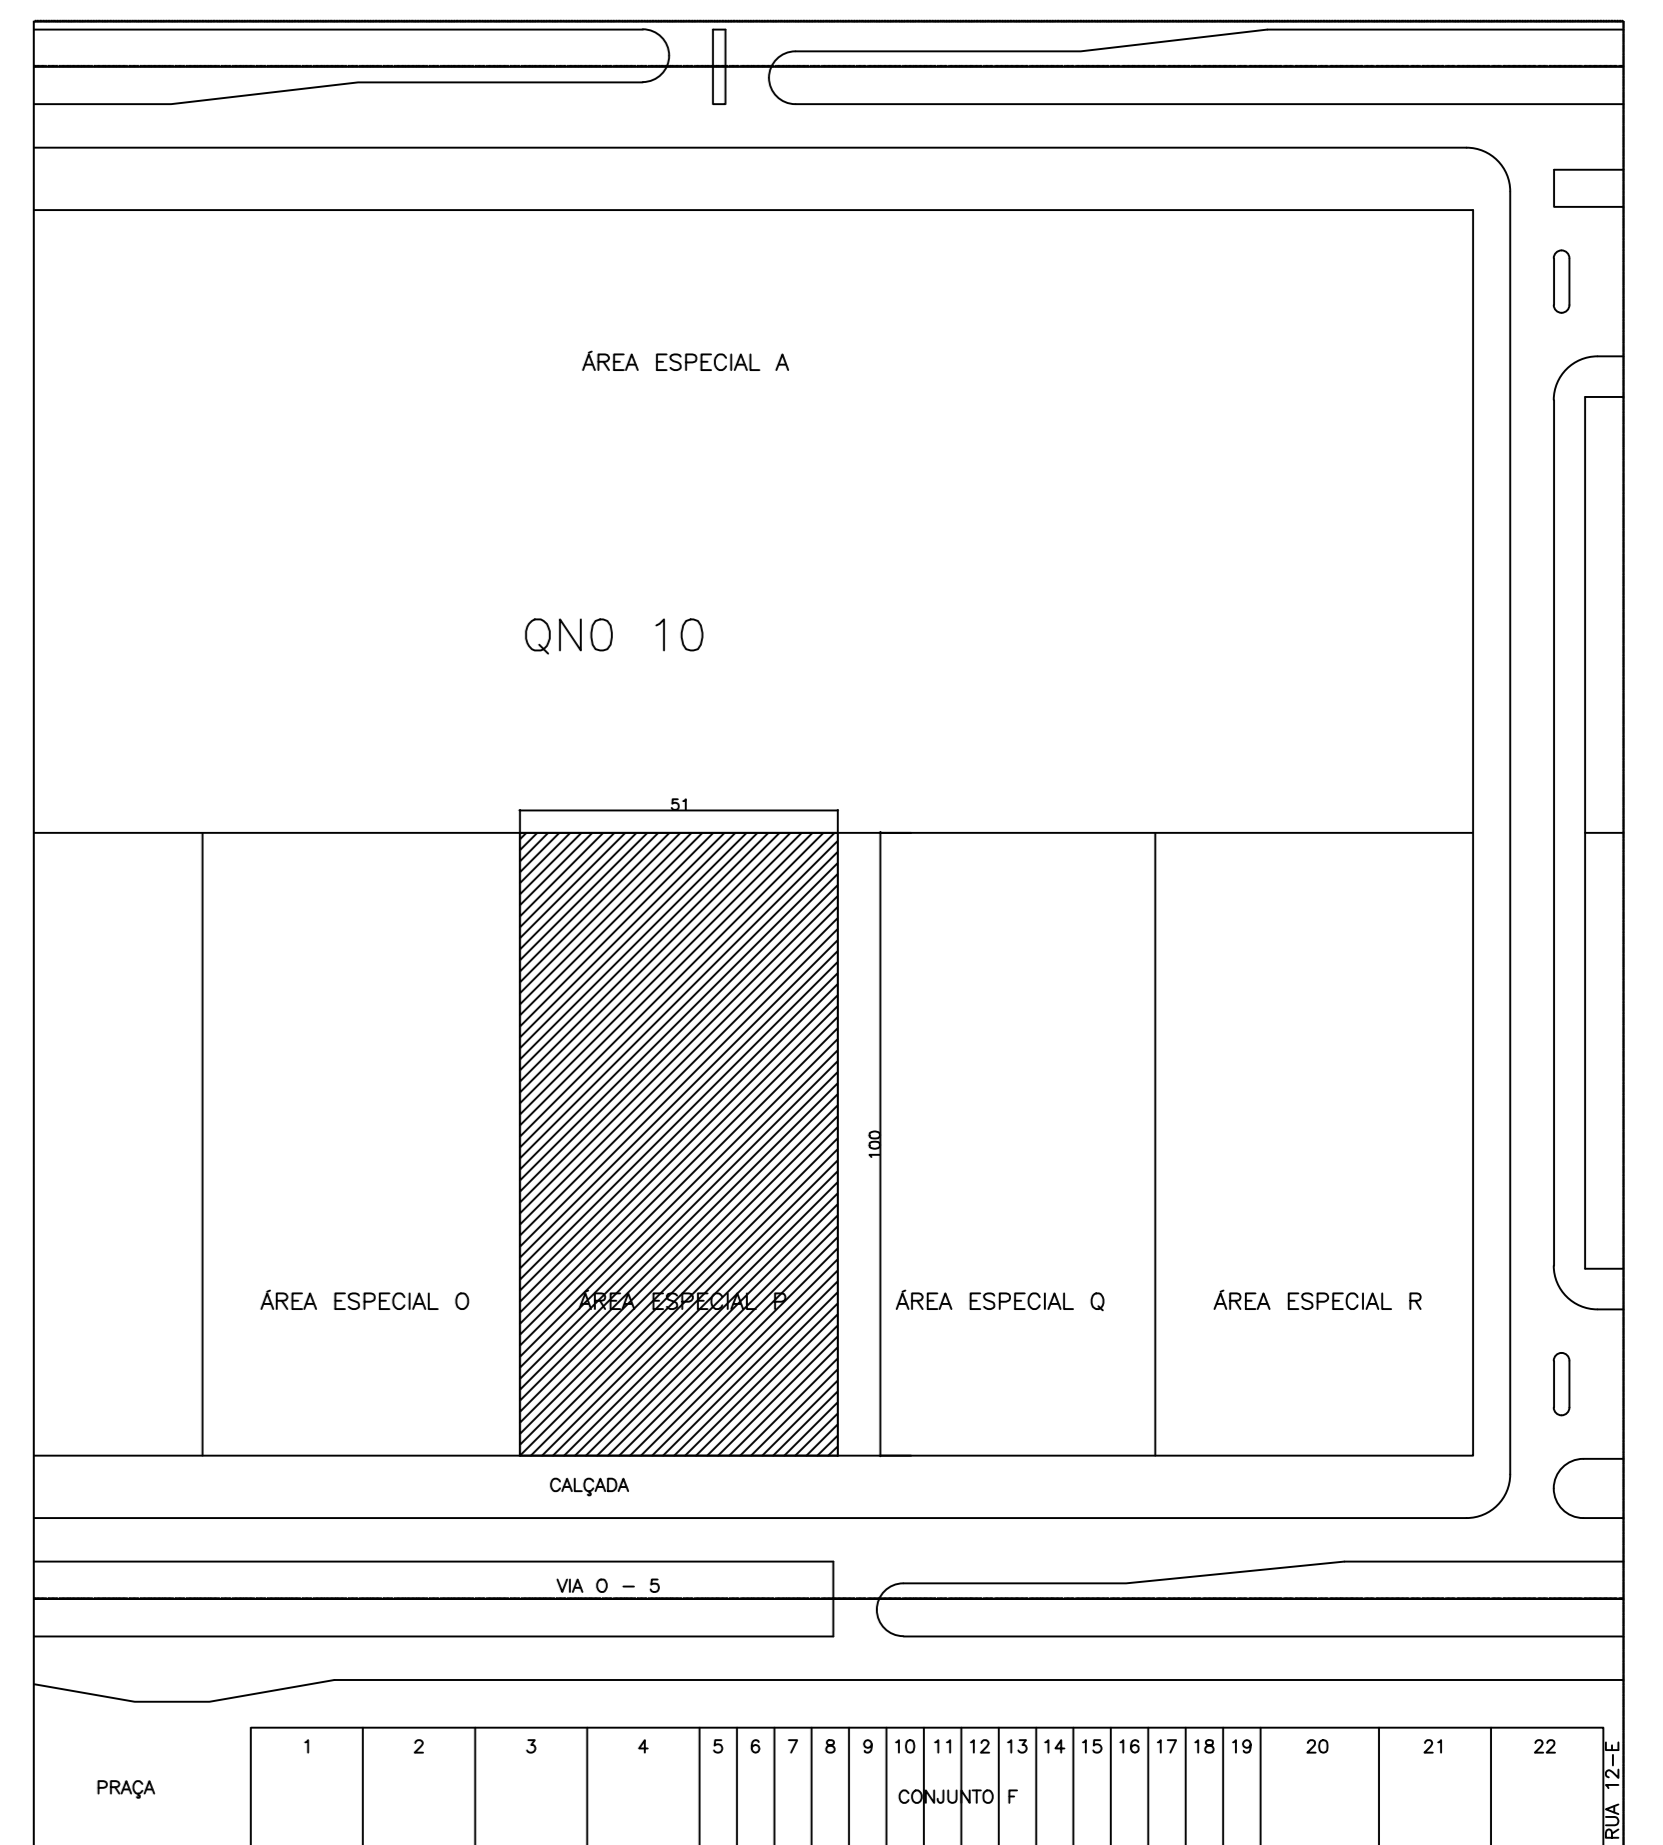 ÁREA ESPECIAL A
QNO 10
51
100
ÁREA ESPECIAL O
ÁREA ESPECIAL P
ÁREA ESPECIAL Q
ÁREA ESPECIAL R
CALÇADA
VIA O - 5
1 2 3 4 5 6 7 8 9 10 11 12 13 14 15 16 17 18 19 20 21 22
PRAÇA
CONJUNTO F
RUA 12-E